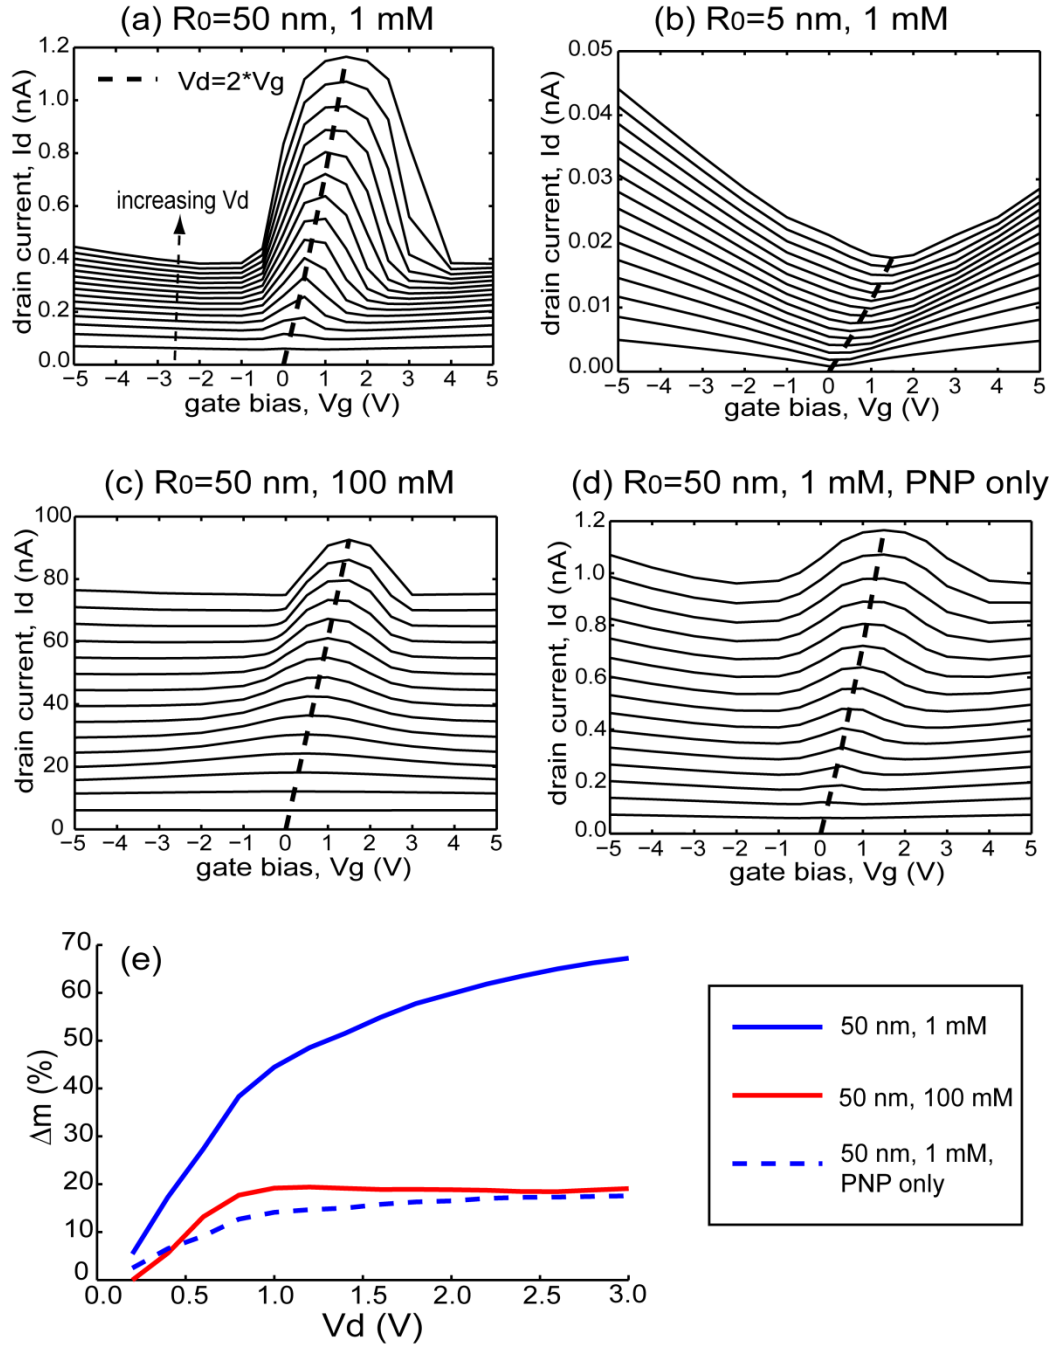 (a) R0=50 nm, 1 mM
(b) R0=5 nm, 1 mM
drain current, Id (nA)
1.2
1.0
0.8
0.6
0.4
0.2
0.0
Vd=2*Vg
increasing Vd
−5 −4 −3 −2 −1 0 1 2 3 4 5
gate bias, Vg (V)
drain current, Id (nA)
0.05
0.04
0.03
0.02
0.01
0.00
−5 −4 −3 −2 −1 0 1 2 3 4 5
gate bias, Vg (V)
(c) R0=50 nm, 100 mM
(d) R0=50 nm, 1 mM, PNP only
drain current, Id (nA)
100
80
60
40
20
0
−5 −4 −3 −2 −1 0 1 2 3 4 5
gate bias, Vg (V)
drain current, Id (nA)
1.2
1.0
0.8
0.6
0.4
0.2
0.0
−5 −4 −3 −2 −1 0 1 2 3 4 5
gate bias, Vg (V)
(e)
Δm (%)
70
60
50
40
30
20
10
0
0.0 0.5 1.0 1.5 2.0 2.5 3.0
Vd (V)
50 nm, 1 mM
50 nm, 100 mM
50 nm, 1 mM,
PNP only